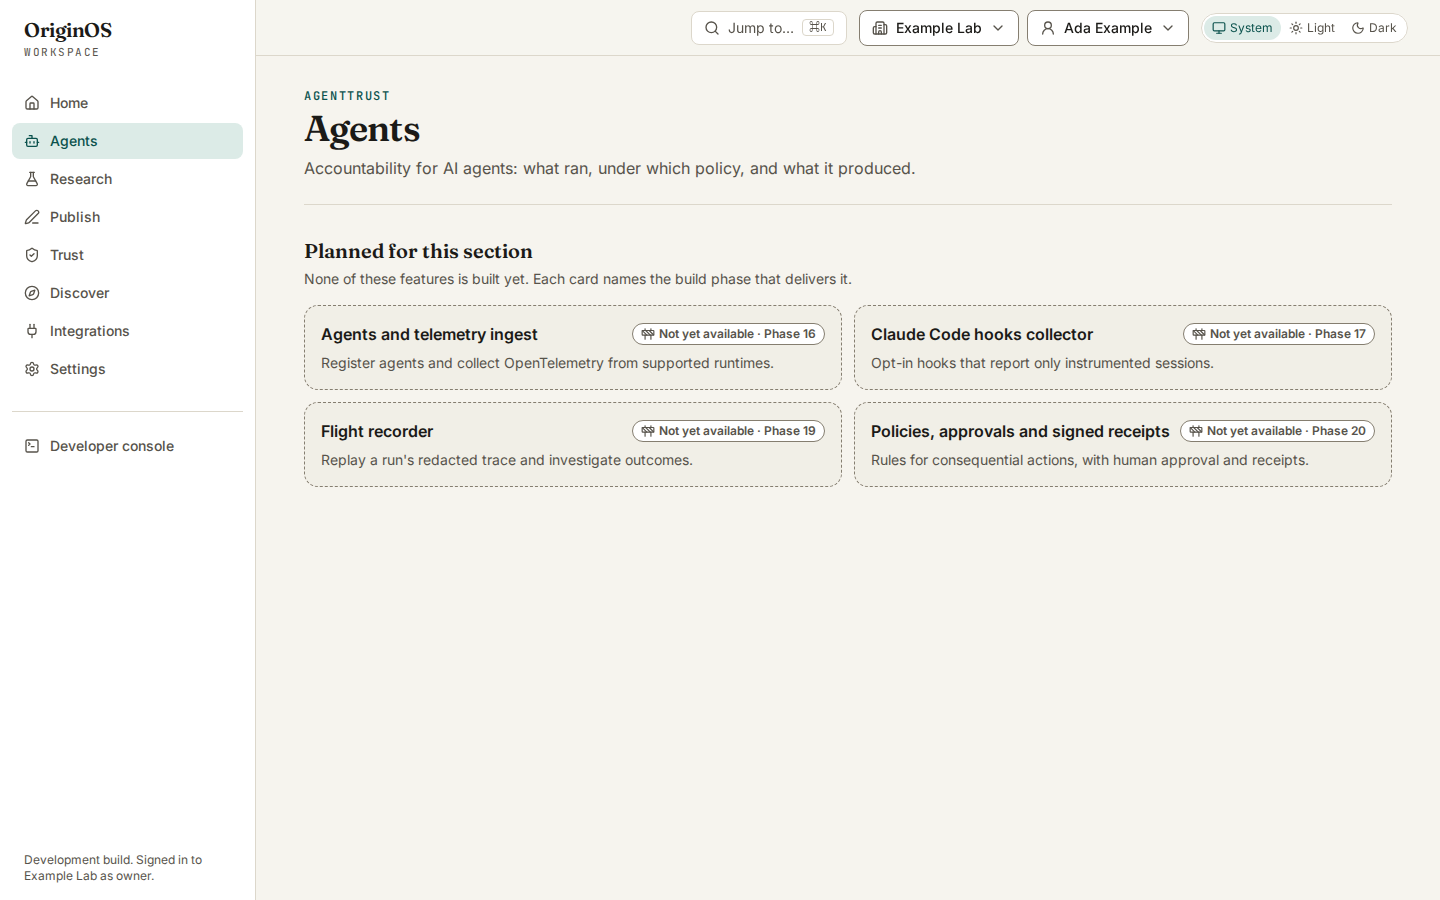 OriginOS
WORKSPACE
Home
Agents
Research
Publish
Trust
Discover
Integrations
Settings
Developer console
Development build. Signed in to
Example Lab as owner.
Jump to... ⌘K
Example Lab
Ada Example
System
Light
Dark
AGENTTRUST
Agents
Accountability for AI agents: what ran, under which policy, and what it produced.
Planned for this section
None of these features is built yet. Each card names the build phase that delivers it.
Agents and telemetry ingest
Not yet available · Phase 16
Register agents and collect OpenTelemetry from supported runtimes.
Claude Code hooks collector
Not yet available · Phase 17
Opt-in hooks that report only instrumented sessions.
Flight recorder
Not yet available · Phase 19
Replay a run's redacted trace and investigate outcomes.
Policies, approvals and signed receipts
Not yet available · Phase 20
Rules for consequential actions, with human approval and receipts.